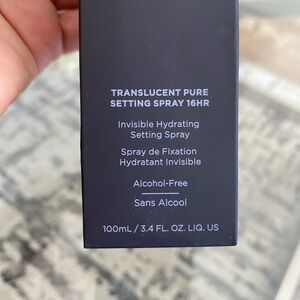 TRANSLUCENT PURE
SETTING SPRAY 16HR
Invisible Hydrating
Setting Spray
Spray de Fixation
Hydratant Invisible
Alcohol-Free
Sans Alcool
100mL / 3.4 FL. OZ. LIQ. US